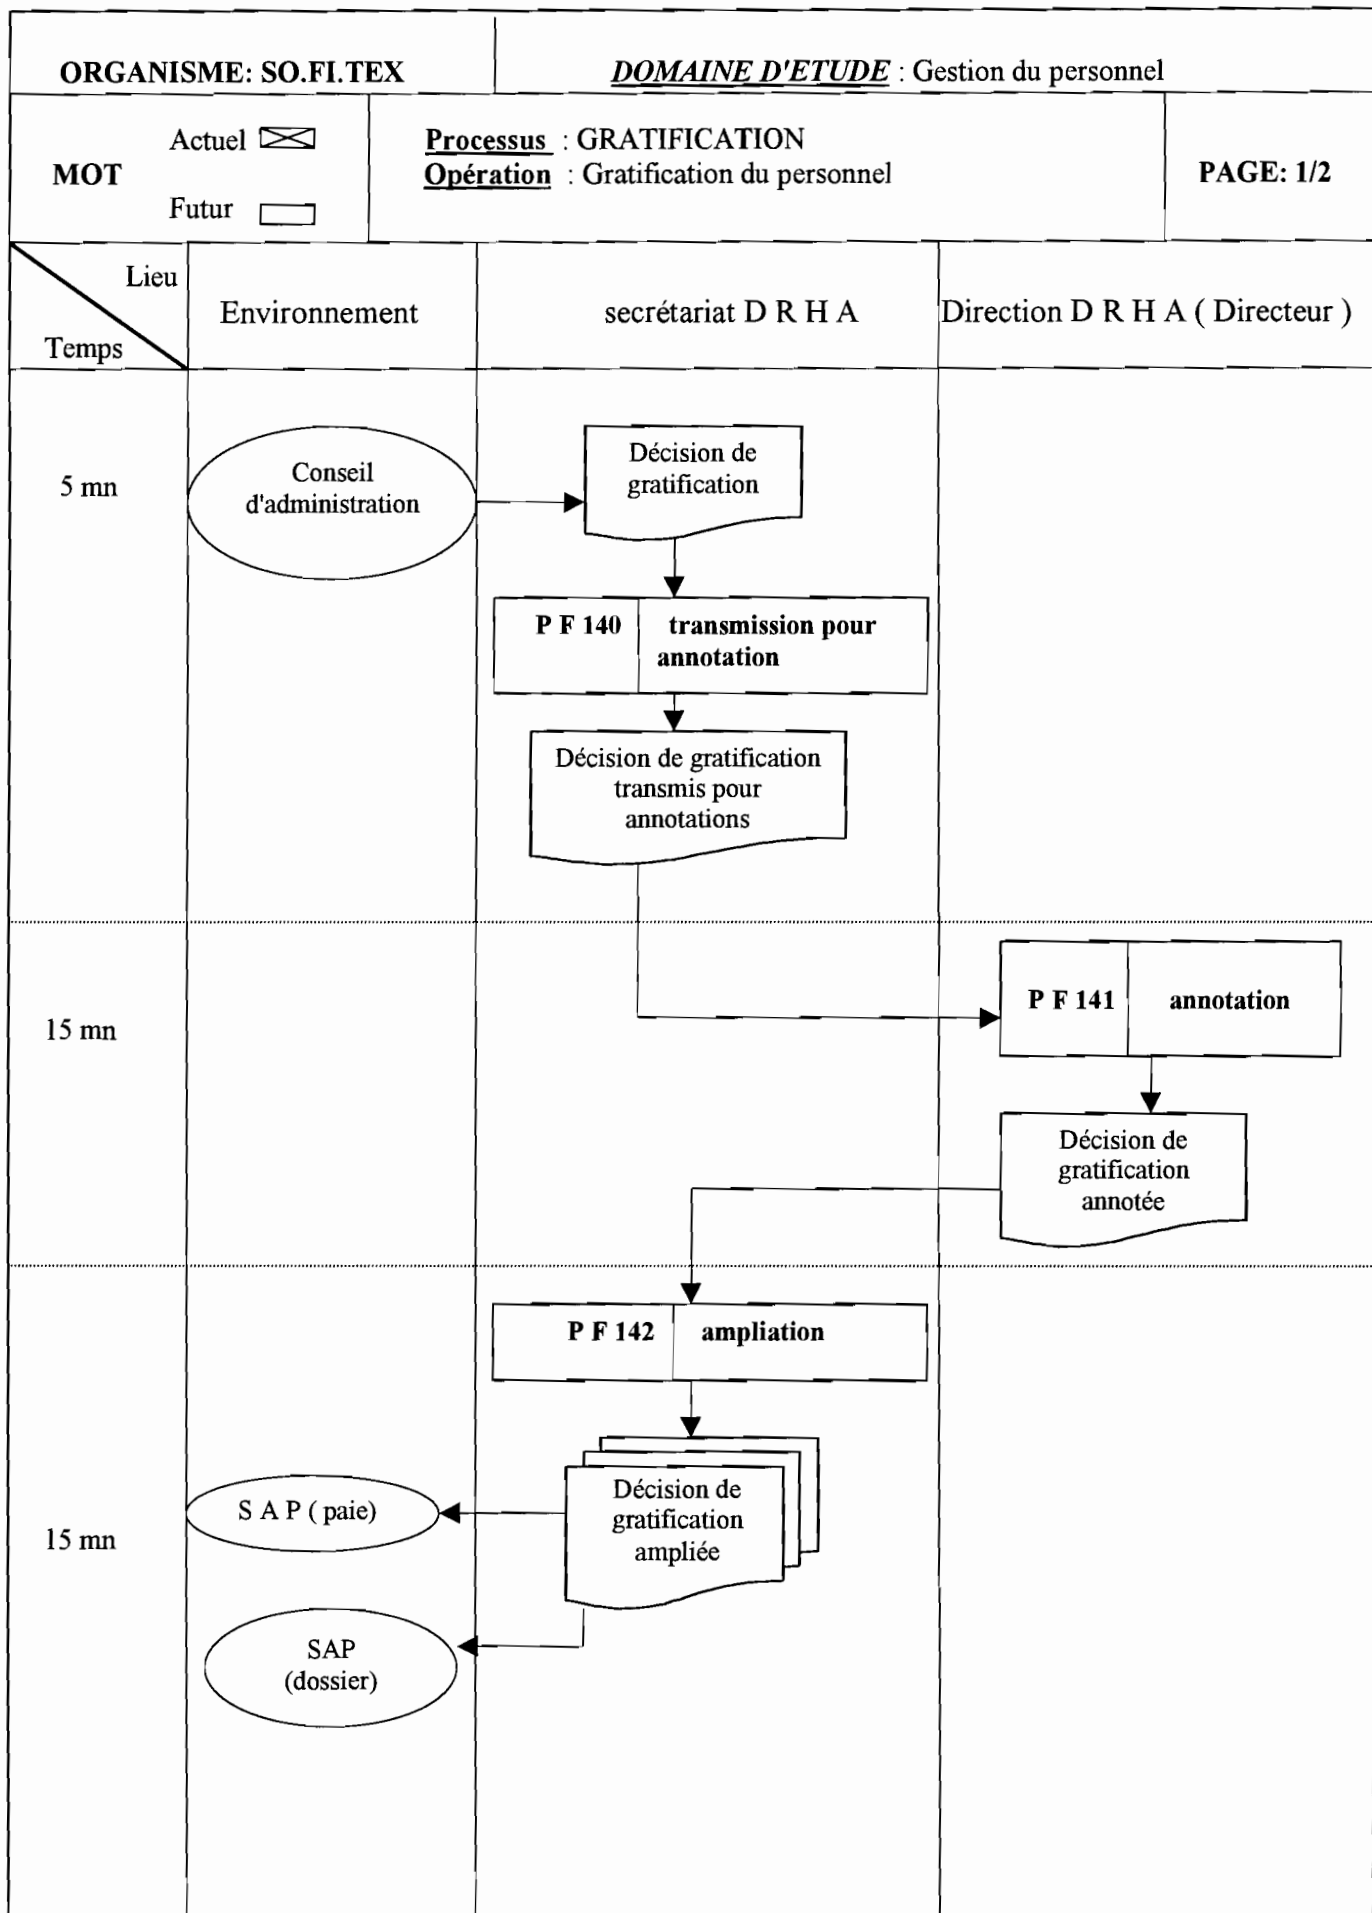 ORGANISME: SO.FI.TEX
DOMAINE D'ETUDE : Gestion du personnel
MOT
Actuel
Futur
Processus : GRATIFICATION
Opération : Gratification du personnel
PAGE: 1/2
Lieu
Temps
Environnement
secrétariat D R H A
Direction D R H A ( Directeur )
5 mn
Conseil
d'administration
Décision de
gratification
P F 140
transmission pour
annotation
Décision de gratification
transmis pour
annotations
15 mn
P F 141
annotation
Décision de
gratification
annotée
15 mn
P F 142
ampliation
Décision de
gratification
ampliée
S A P ( paie)
SAP
(dossier)